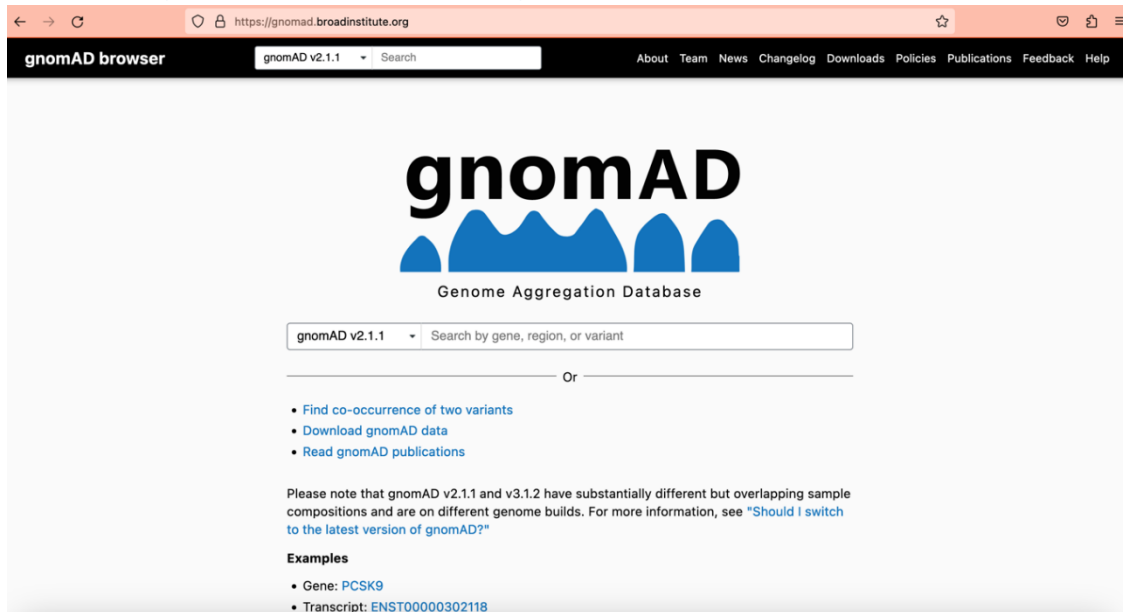 https://gnomad.broadinstitute.org
gnomAD browser gnomAD v2.1.1 Search About Team News Changelog Downloads Policies Publications Feedback Help
gnomAD
Genome Aggregation Database
gnomAD v2.1.1 Search by gene, region, or variant
Or
• Find co-occurrence of two variants
• Download gnomAD data
• Read gnomAD publications
Please note that gnomAD v2.1.1 and v3.1.2 have substantially different but overlapping sample
compositions and are on different genome builds. For more information, see "Should I switch
to the latest version of gnomAD?"
Examples
• Gene: PCSK9
• Transcript: ENST00000302118